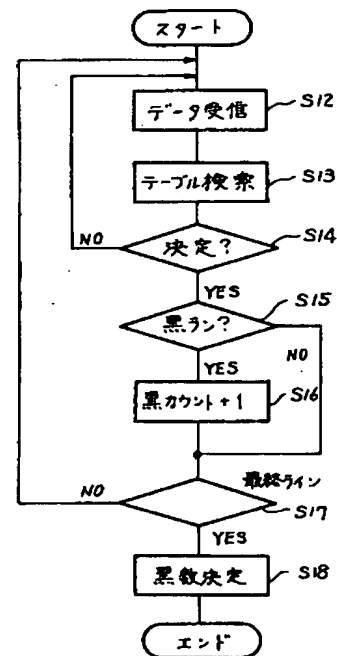 スタート
データ受信
S12
テーブル検索
S13
決定?
S14
NO
YES
黒ラン?
S15
NO
YES
黒カウント+1
S16
最終ライン
NO
S17
YES
黒数決定
S18
エンド